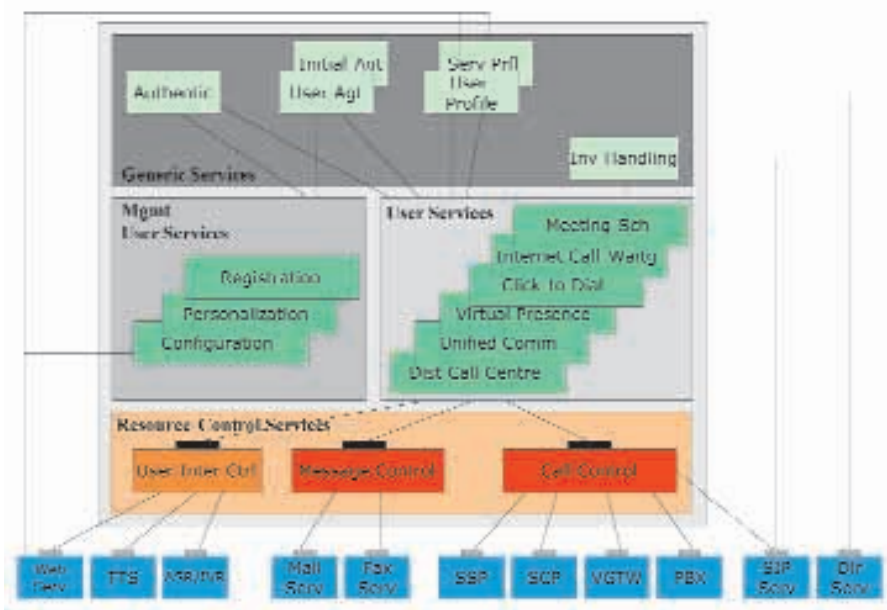 Initial Ant
Serv Prfl
Authentic
User Agt
User
Profile
Inv Handling
Generic Services
Mgmt
User Services
User Services
Meeting Sch
Internet Call Waitg
Registration
Click to Dial
Personalization
Virtual Presence
Configuration
Unified Comm
Dist Call Centre
Resource Control Services
User Inter Ctrl
Message Control
Call Control
Web
Serv
TTS
ASR/IVR
Mail
Serv
Fax
Serv
SSP
SCP
VGTW
PBX
SIP
Serv
Dir
Serv